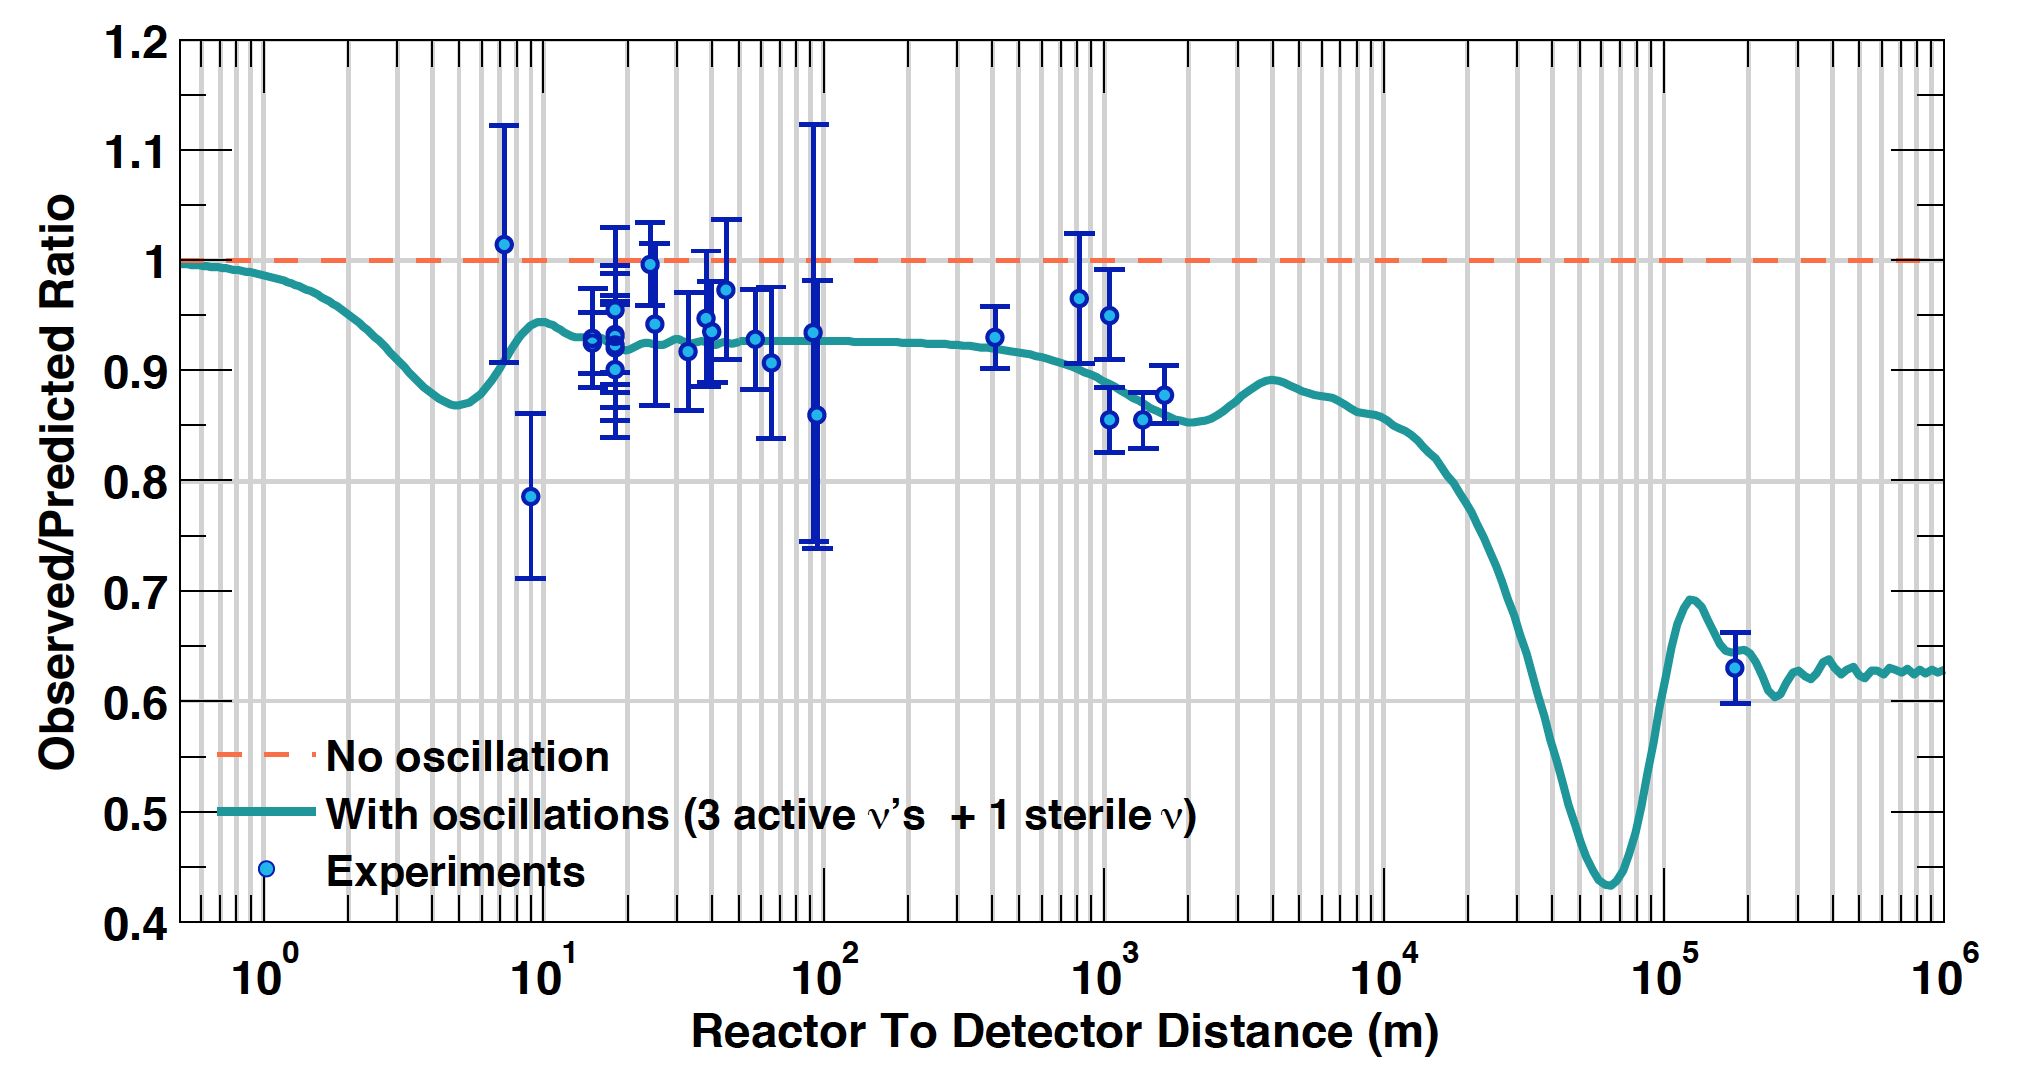 Observed/Predicted Ratio
1.2
1.1
1
0.9
0.8
0.7
0.6
0.5
0.4
No oscillation
With oscillations (3 active ν's + 1 sterile ν)
Experiments
10^0 10^1 10^2 10^3 10^4 10^5 10^6
Reactor To Detector Distance (m)